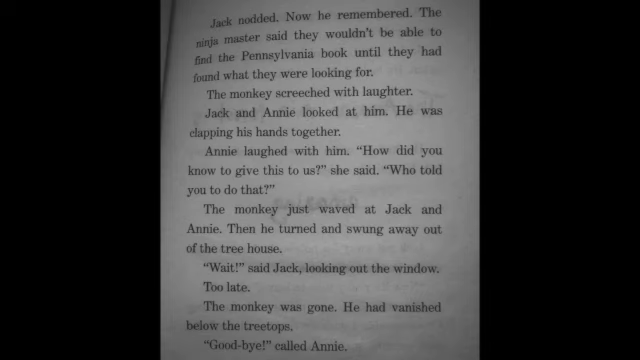 Jack nodded. Now he remembered. The
ninja master said they wouldn't be able to
find the Pennsylvania book until they had
found what they were looking for.
The monkey screeched with laughter.
Jack and Annie looked at him. He was
clapping his hands together.
Annie laughed with him. "How did you
know to give this to us?" she said. "Who told
you to do that?"
The monkey just waved at Jack and
Annie. Then he turned and swung away out
of the tree house.
"Wait!" said Jack, looking out the window.
Too late.
The monkey was gone. He had vanished
below the treetops.
"Good-bye!" called Annie.